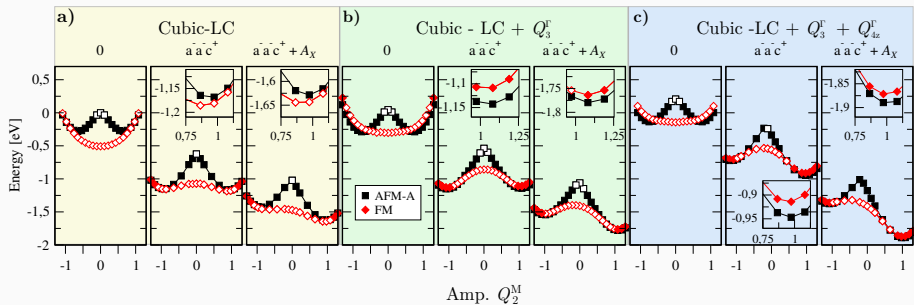 a) Cubic-LC
b) Cubic - LC + Q₃^Γ
c) Cubic -LC + Q₃^Γ + Q₄z^Γ
0 a⁻a⁻c⁺ a⁻a⁻c⁺ + A_X 0 a⁻a⁻c⁺ a⁻a⁻c⁺ + A_X 0 a⁻a⁻c⁺ a⁻a⁻c⁺ + A_X
Energy [eV]
0,5
0
-0.5
-1
-1.5
-2
-1,15
-1,2
0,75 1
-1,6
-1,65
0,75 1
-1,1
-1,15
1 1,25
-1,75
-1,8
1 1,25
-0,9
-0,95
0,75 1
-1,85
-1,9
0,75 1
AFM-A
FM
-1 0 1 -1 0 1 -1 0 1 -1 0 1 -1 0 1 -1 0 1 -1 0 1 -1 0 1 -1 0 1
Amp. Q₂^M